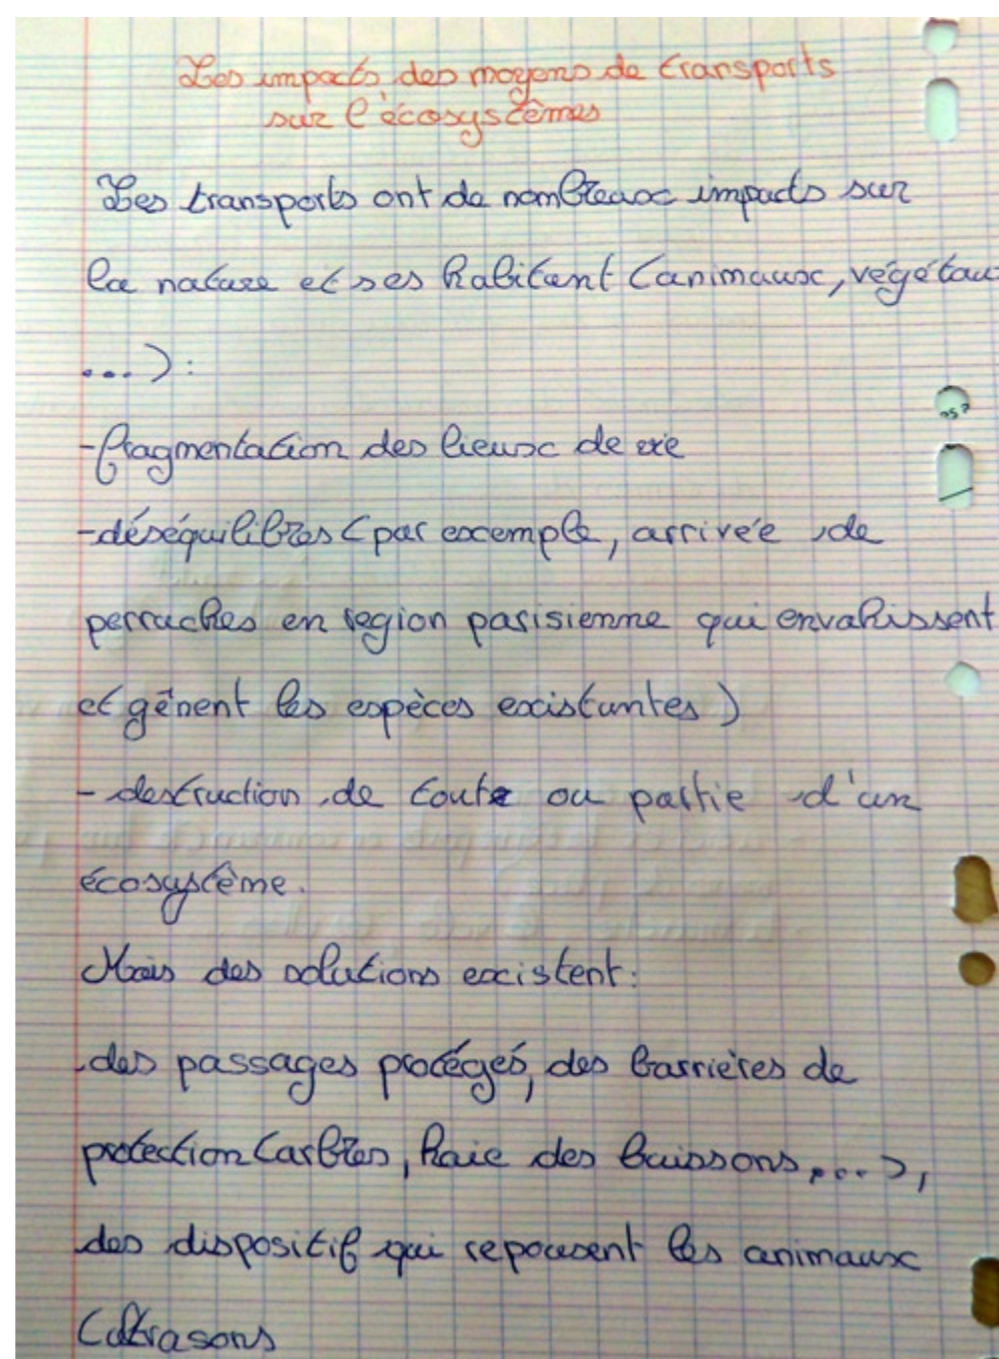 Les impacts des moyens de transports
sur l'écosystèmes
Les transports ont de nombreaux impacts sur
la nature et ses habitant (animaux, végétau
...):
-fragmentation des lieux de vie
-déséquilibres (par exemple, arrivée de
perruches en region parisienne qui envahissent
et gênent les espèces existantes)
- destruction de toute ou partie d'un
écosystème.
Mais des solutions existent:
des passages protégés, des barrières de
protection (arbres, haie des buissons,...),
des dispositif qui repoussent les animaux
(ultrasons